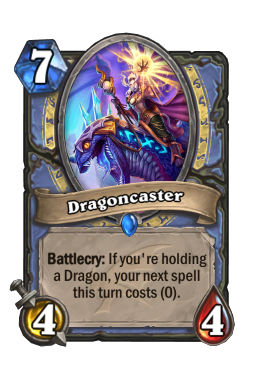 7
Dragoncaster
Battlecry: If you're holding
a Dragon, your next spell
this turn costs (0).
4
4